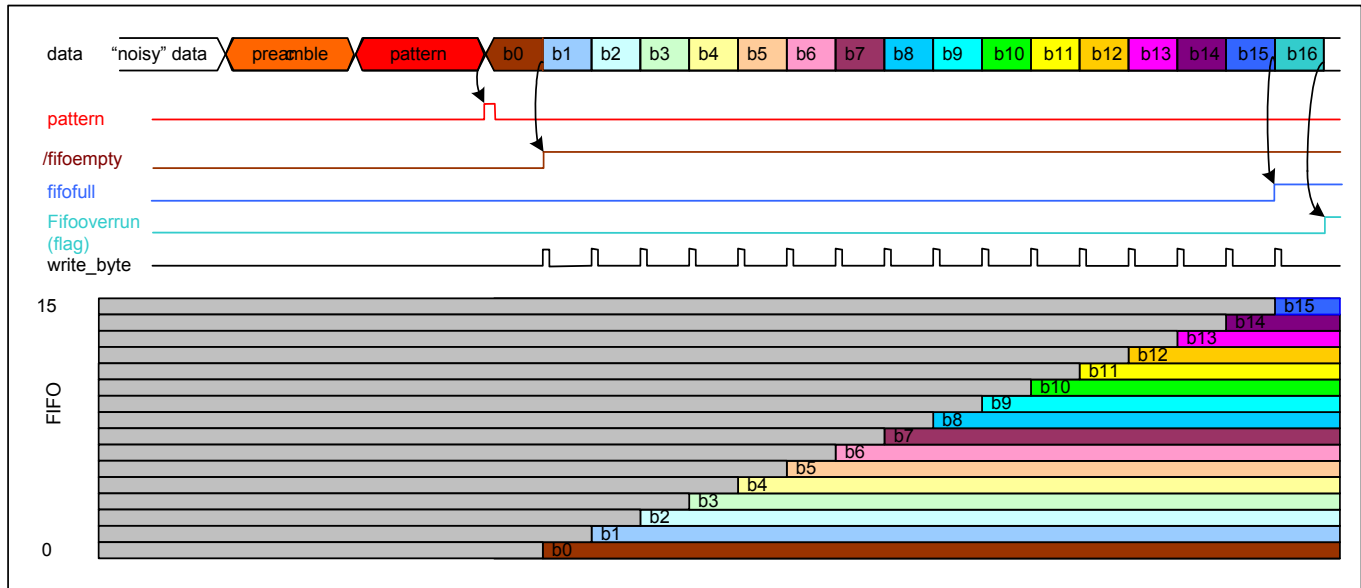 data "noisy" data preamble pattern b0 b1 b2 b3 b4 b5 b6 b7 b8 b9 b10 b11 b12 b13 b14 b15 b16
pattern
/fifoempty
fifofull
Fifooverrun
(flag)
write_byte
15
b15
b14
b13
b12
b11
b10
b9
b8
b7
b6
b5
b4
b3
b2
b1
b0
0
FIFO